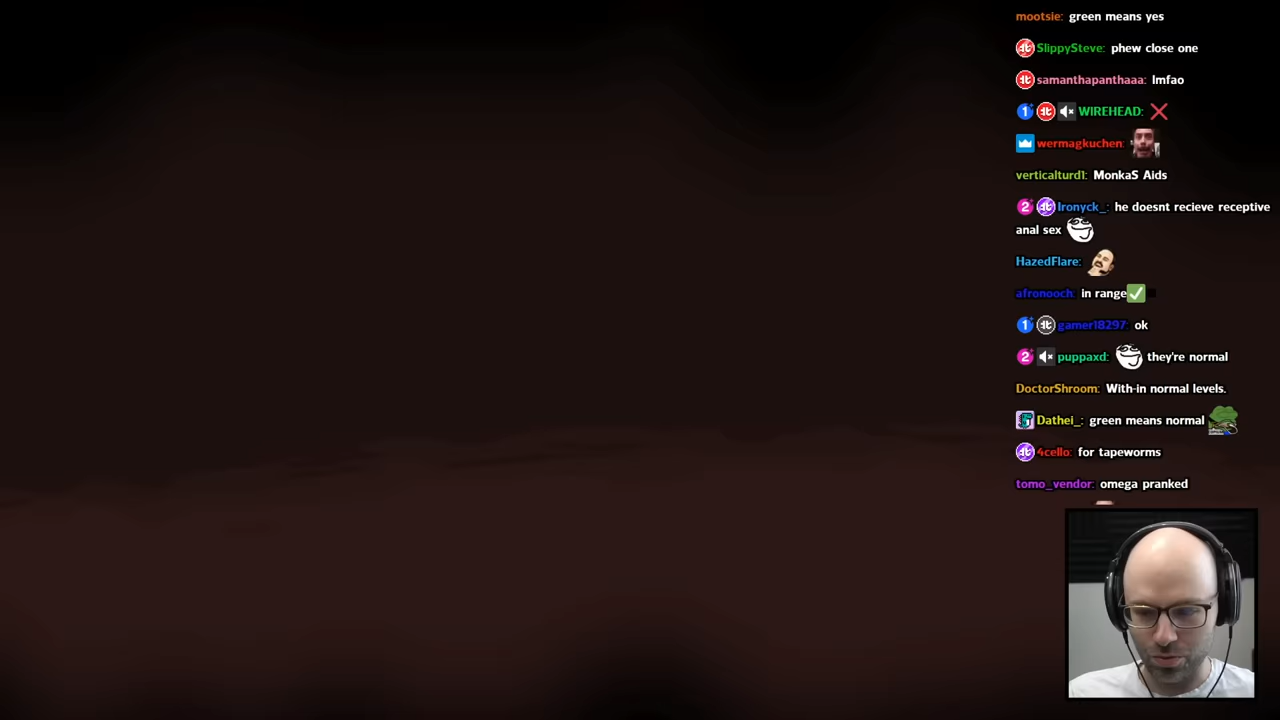 mootsie: green means yes
SlippySteve: phew close one
samanthapanthaaa: lmfao
WIREHEAD:
wermagkuchen:
verticalturd1: MonkaS Aids
Ironyck_: he doesnt recieve receptive
anal sex
HazedFlare:
afronooch: in range
gamer18297: ok
puppaxd: they're normal
DoctorShroom: With-in normal levels.
Dathei_: green means normal
4cello: for tapeworms
tomo_vendor: omega pranked